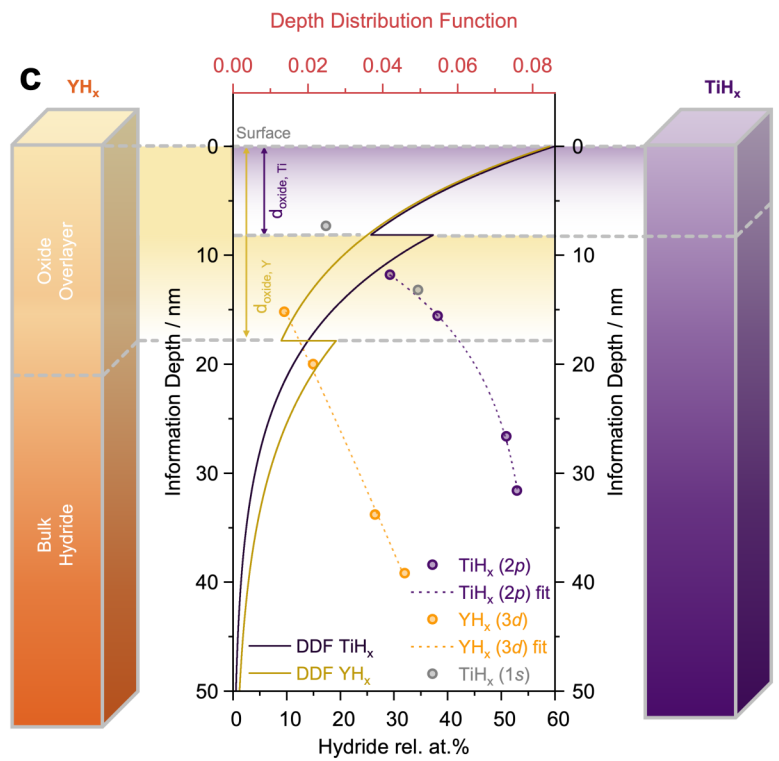 Depth Distribution Function
c
0.00 0.02 0.04 0.06 0.08
YHₓ
TiHₓ
Surface
0 0
d oxide, Ti
Oxide
Overlayer
10 10
d oxide, Y
Information Depth / nm
Information Depth / nm
20 20
30 30
Bulk
Hydride
40 40
TiHₓ (2p)
TiHₓ (2p) fit
YHₓ (3d)
DDF TiHₓ YHₓ (3d) fit
DDF YHₓ TiHₓ (1s)
50 50
0 10 20 30 40 50 60
Hydride rel. at.%